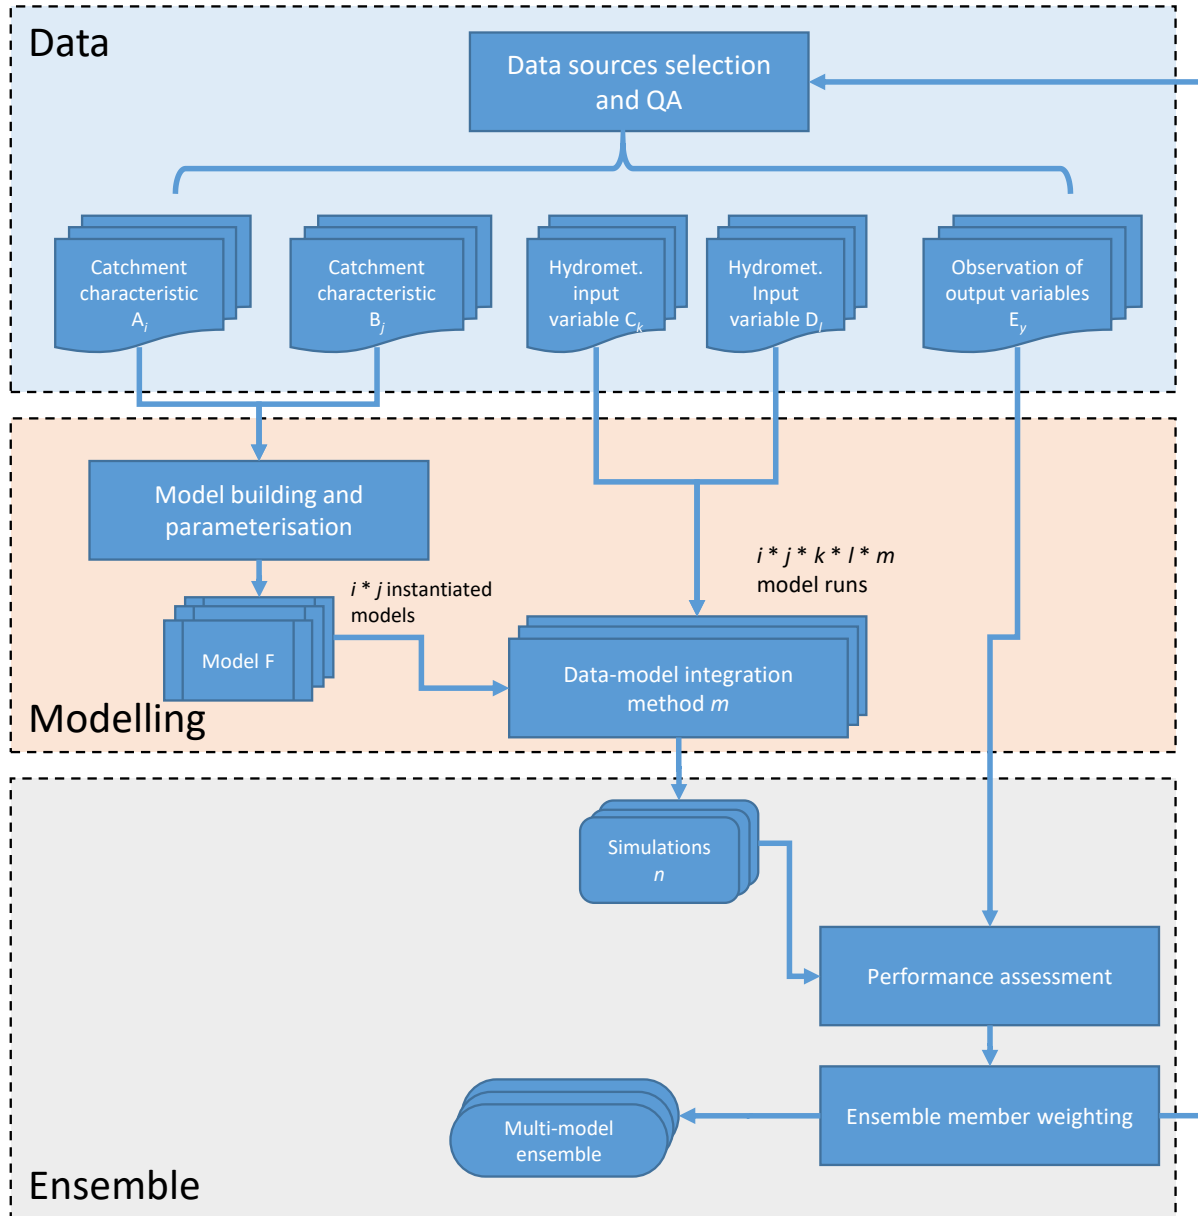 Data
Data sources selection
and QA
Catchment
characteristic
Ai
Catchment
characteristic
Bj
Hydromet.
input
variable Ck
Hydromet.
Input
variable Dl
Observation of
output variables
Ey
Model building and
parameterisation
i * j * k * l * m
model runs
i * j instantiated
models
Model F
Data-model integration
method m
Modelling
Simulations
n
Performance assessment
Ensemble member weighting
Multi-model
ensemble
Ensemble